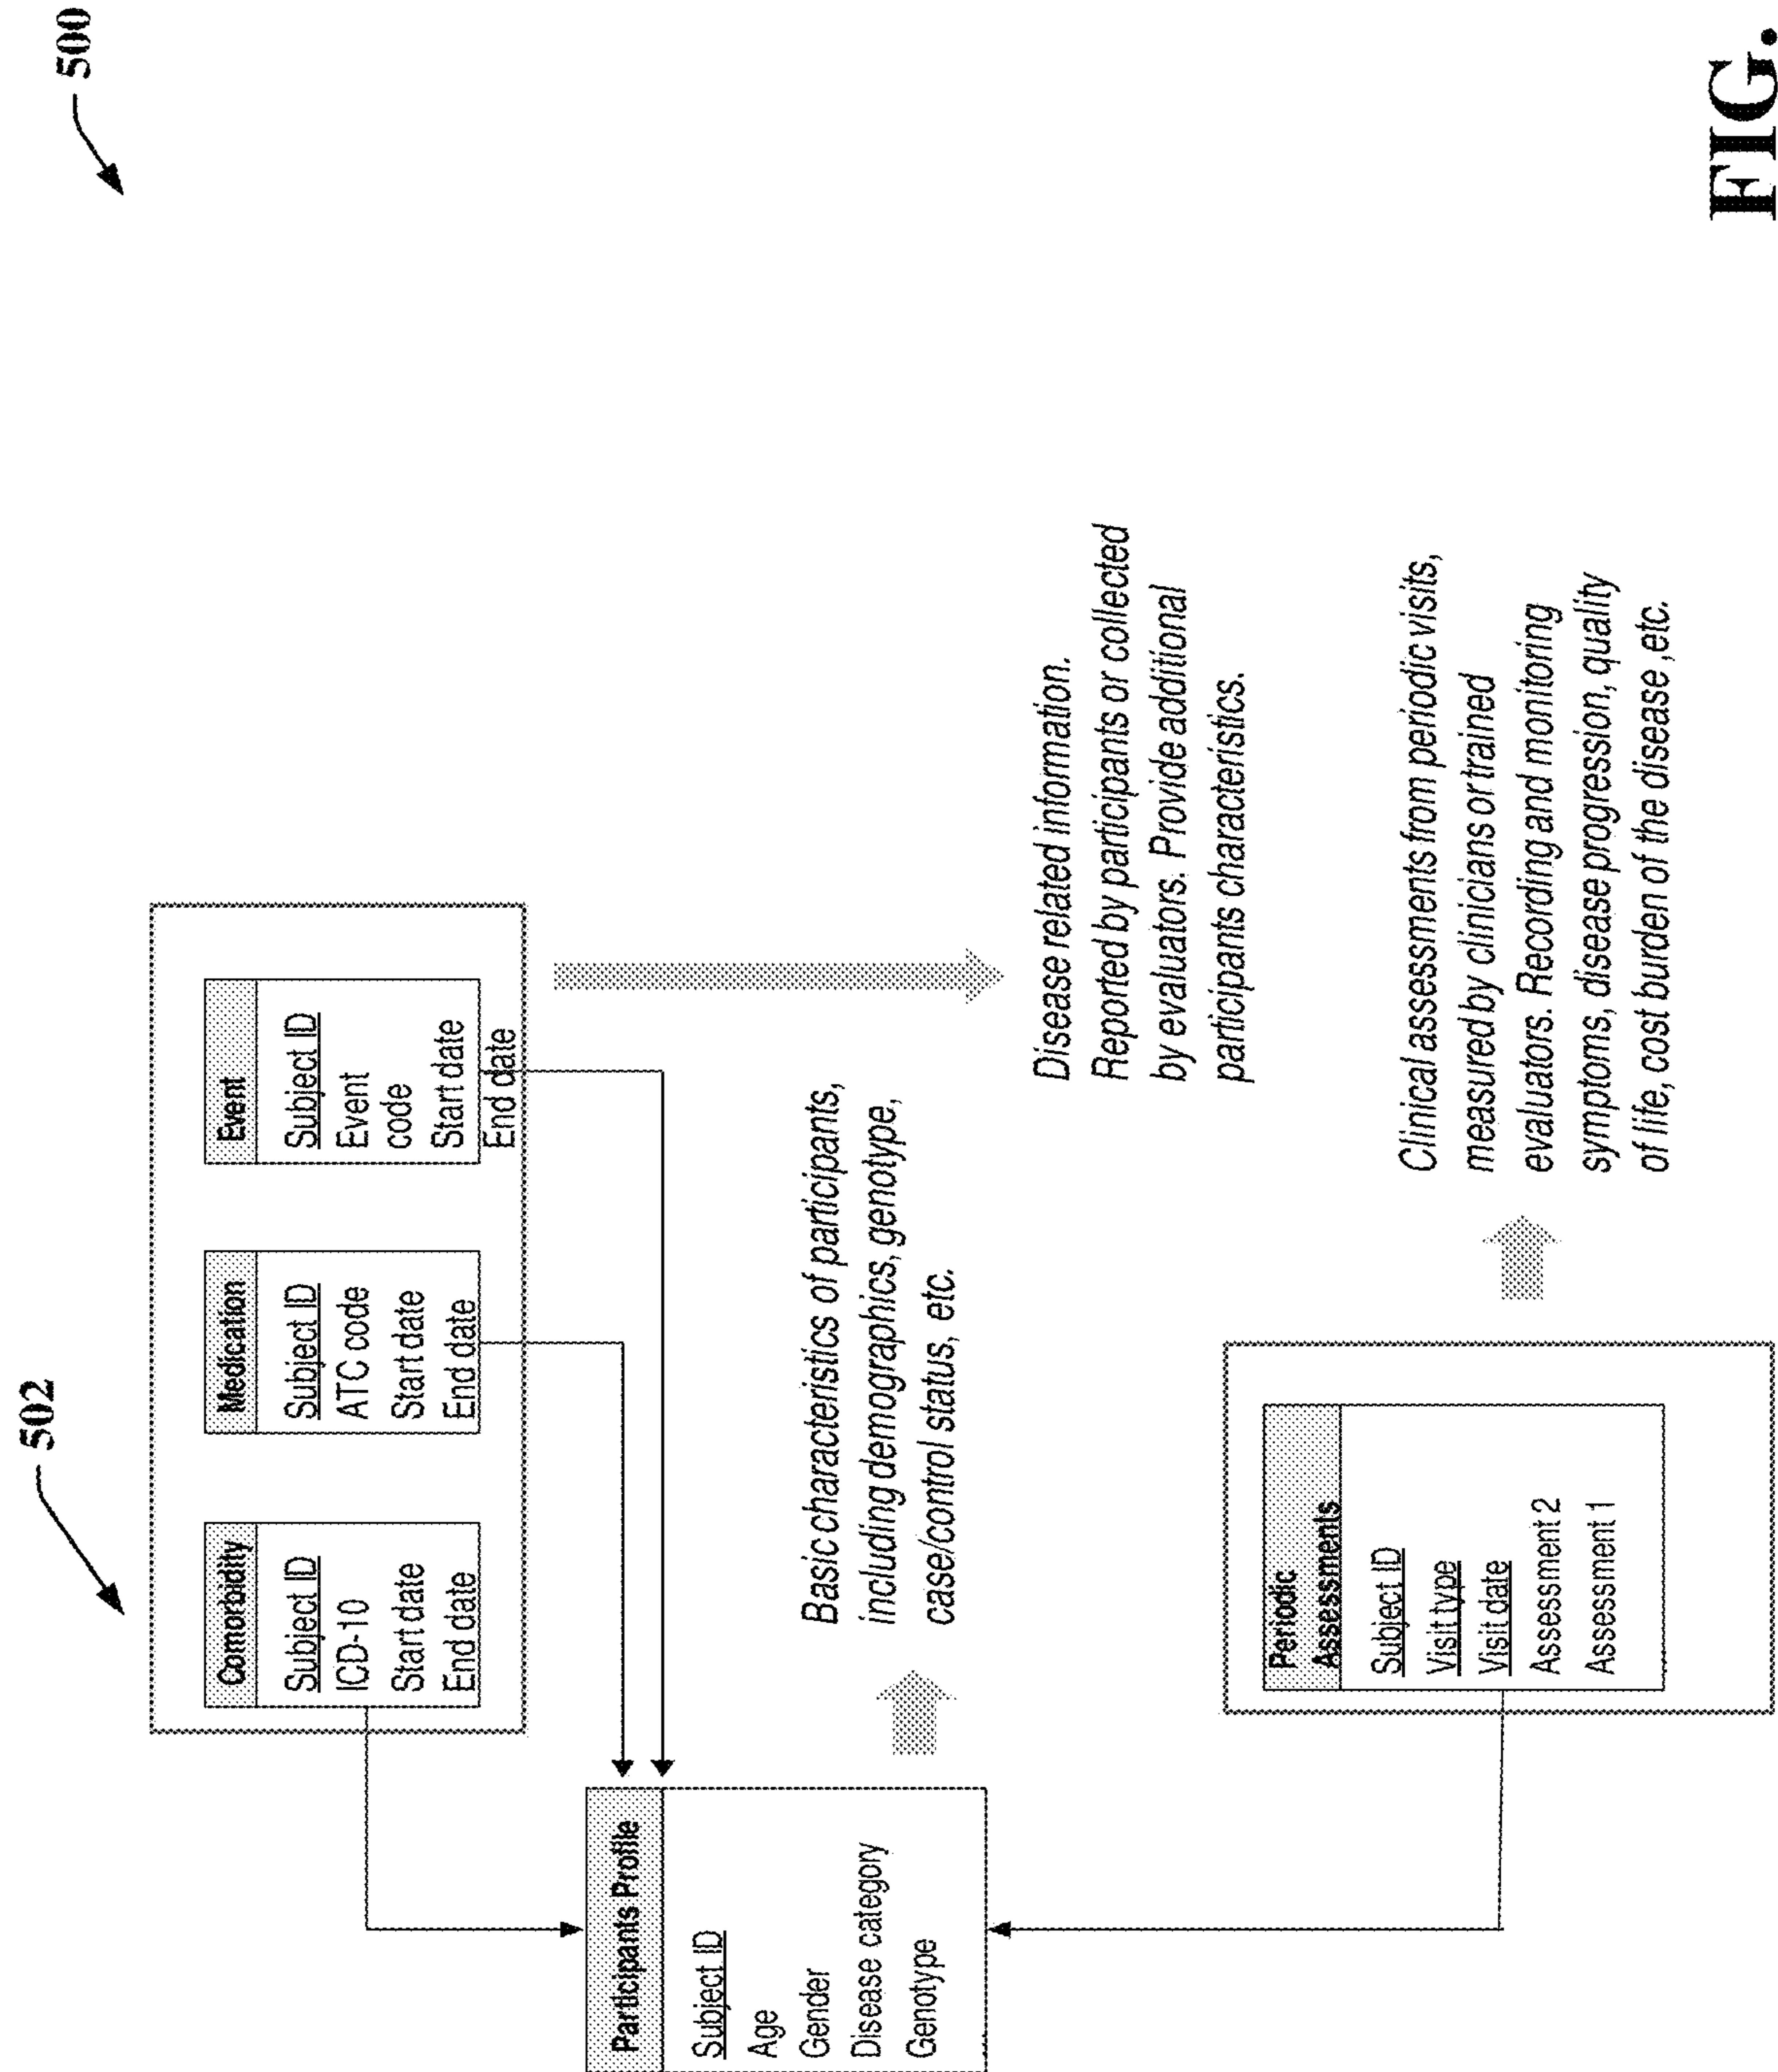 500
502
Comorbidity
Subject ID
ICD-10
Start date
End date
Medication
Subject ID
ATC code
Start date
End date
Event
Subject ID
Event
code
Start date
End date
Participants Profile
Subject ID
Age
Gender
Disease category
Genotype
Basic characteristics of participants,
including demographics, genotype,
case/control status, etc.
Disease related information.
Reported by participants or collected
by evaluators. Provide additional
participants characteristics.
Periodic
Assessments
Subject ID
Visit type
Visit date
Assessment 2
Assessment 1
Clinical assessments from periodic visits,
measured by clinicians or trained
evaluators. Recording and monitoring
symptoms, disease progression, quality
of life, cost burden of the disease ,etc.
FIG.